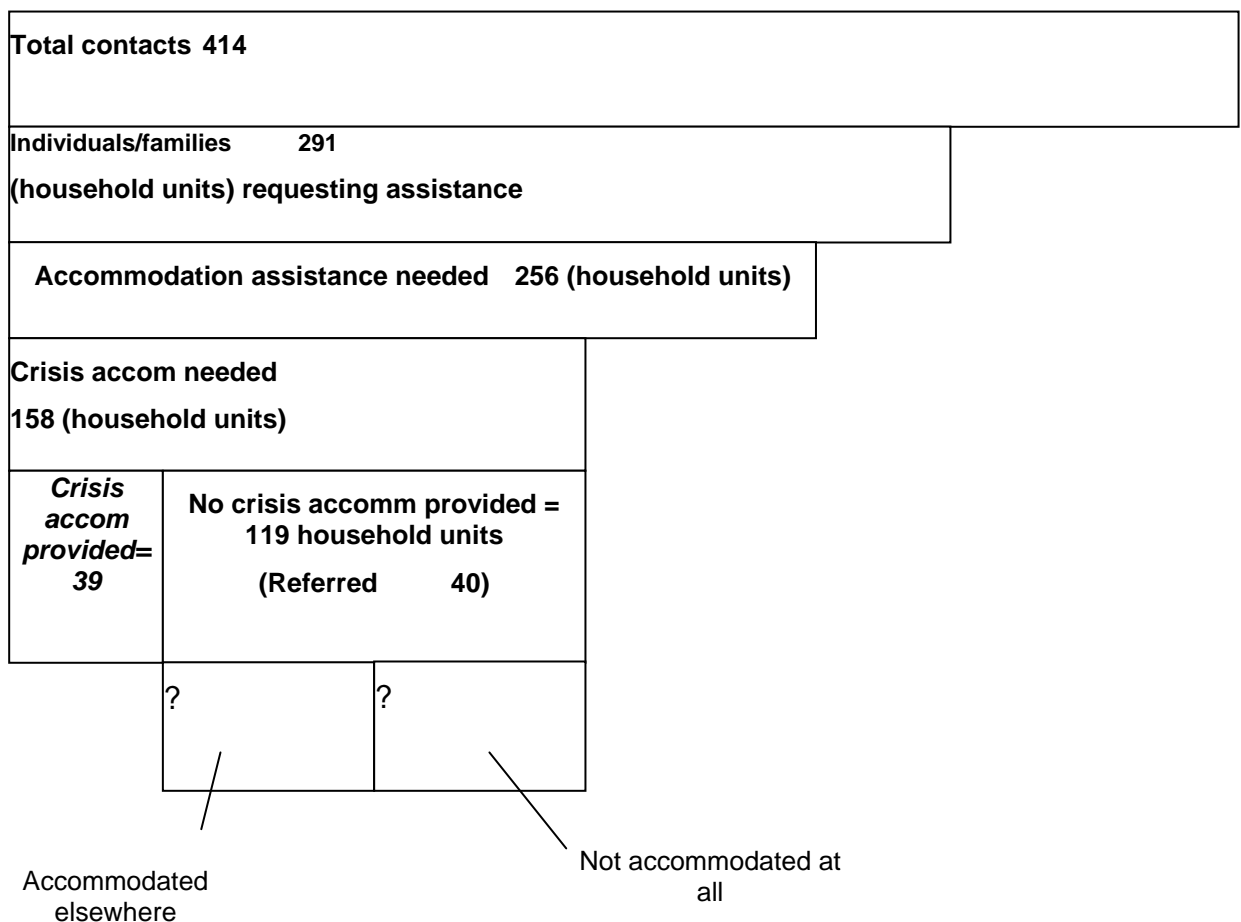 Total contacts 414
Individuals/families 291
(household units) requesting assistance
Accommodation assistance needed 256 (household units)
Crisis accom needed
158 (household units)
Crisis
accom
provided=
39
No crisis accomm provided =
119 household units
(Referred 40)
?
?
Accommodated
elsewhere
Not accommodated at
all